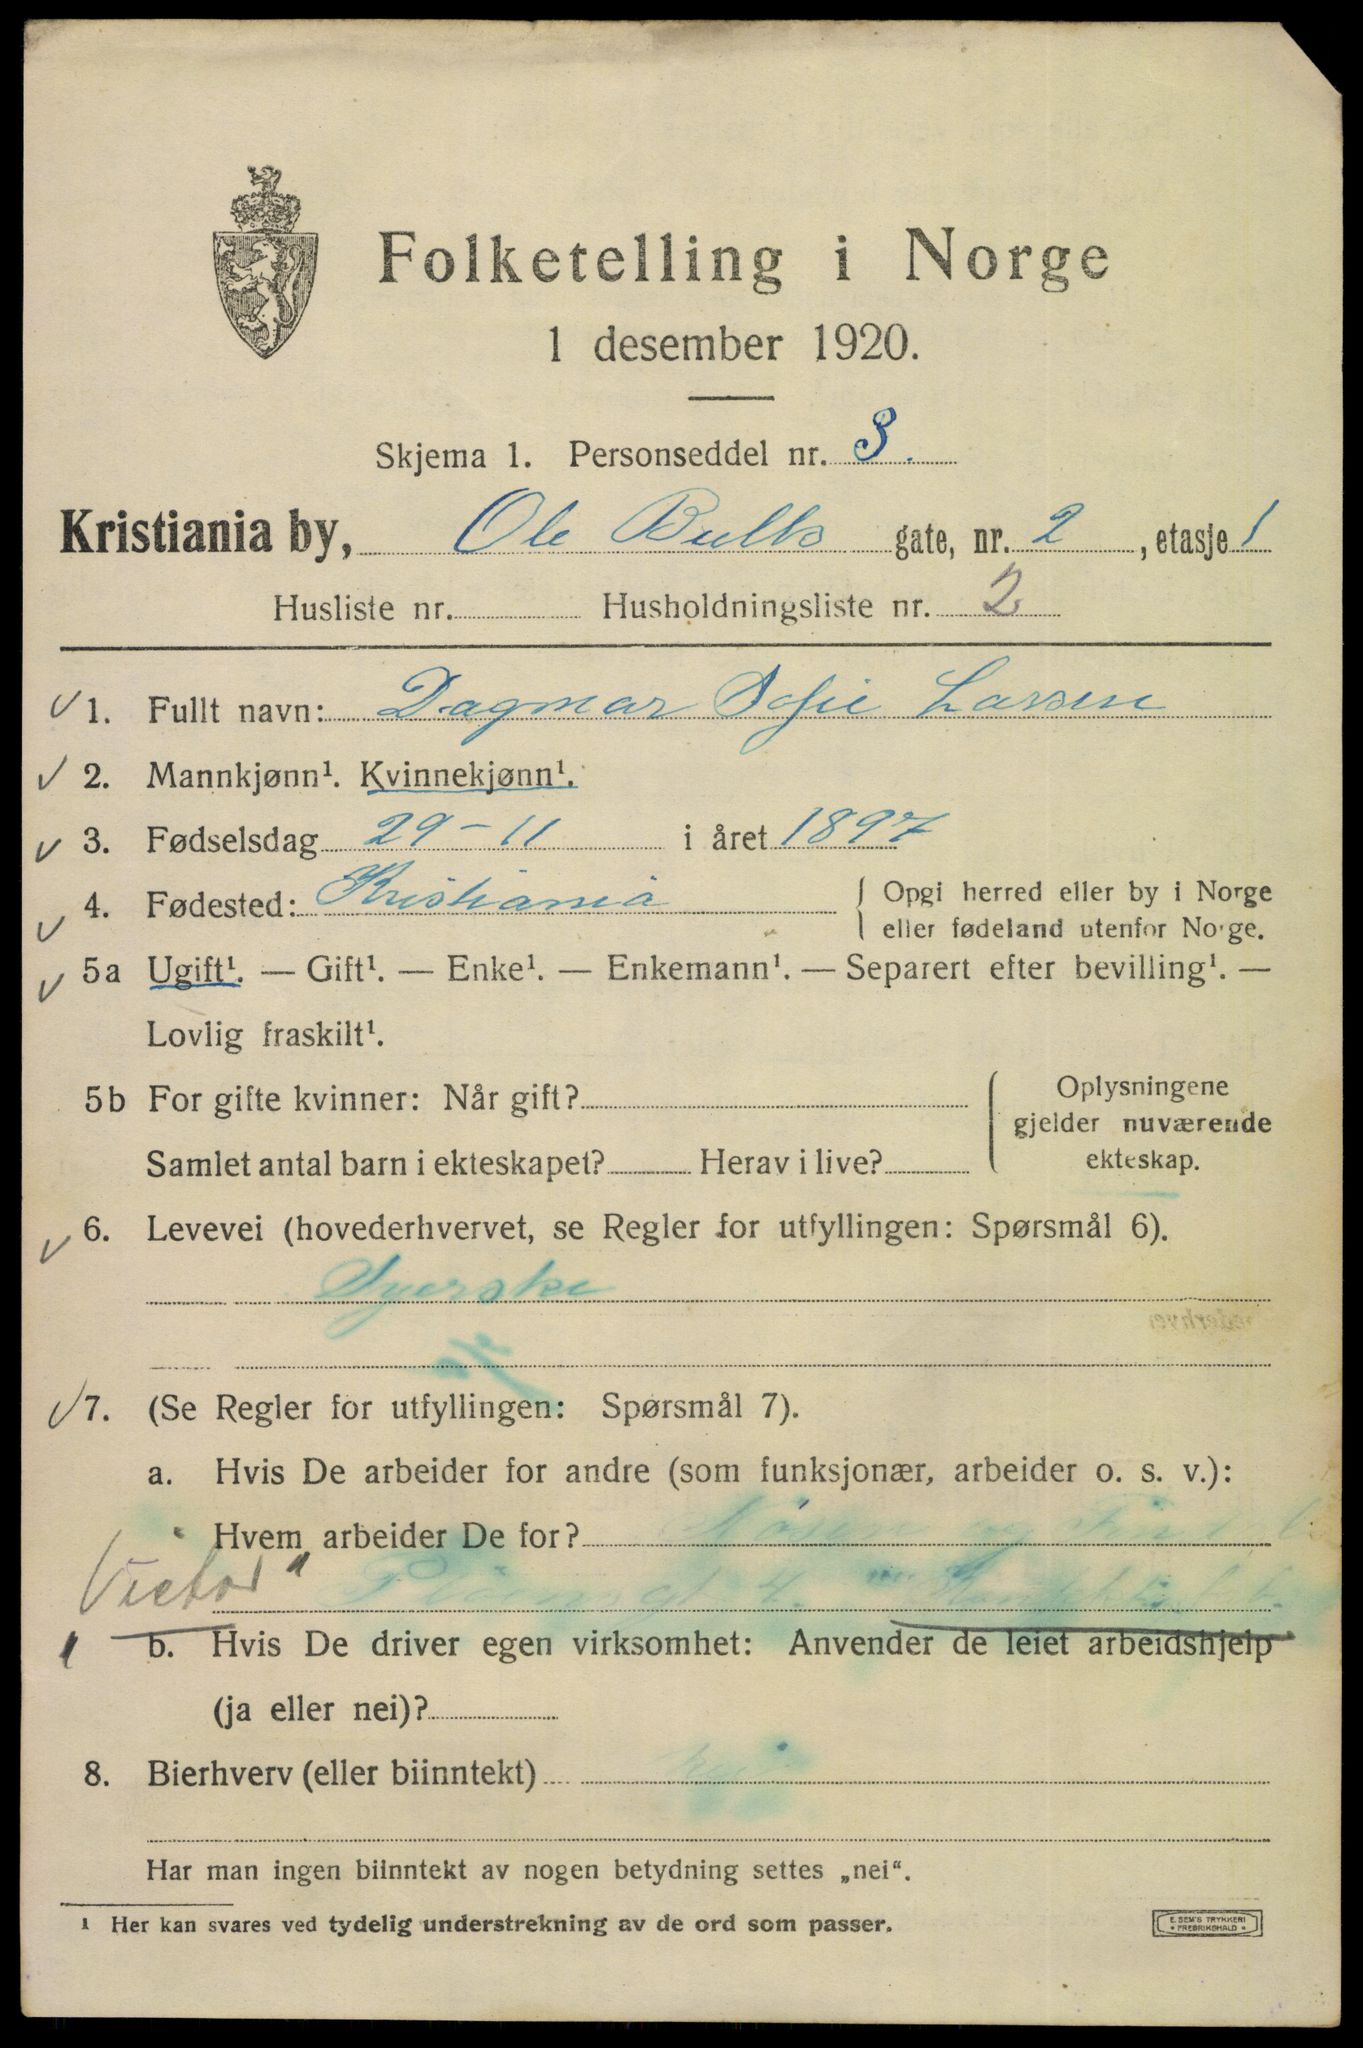 Folketelling i Norge
1 desember 1920.
Skjema 1. Personseddel nr. 3.
Kristiania by, Ole Bulls gate, nr. 2, etasje 1
Husliste nr. Husholdningsliste nr. 2
1. Fullt navn: Dagmar Sofie Larsen
2. Mannkjønn¹. Kvinnekjønn¹.
3. Fødselsdag 29-11 i året 1897
4. Fødested: Kristiania { Opgi herred eller by i Norge
eller fødeland utenfor Norge.
5a Ugift¹. — Gift¹. — Enke¹. — Enkemann¹. — Separert efter bevilling¹. —
Lovlig fraskilt¹.
5b For gifte kvinner: Når gift? { Oplysningene
gjelder nuværende
Samlet antal barn i ekteskapet? Herav i live? ekteskap.
6. Levevei (hovederhvervet, se Regler for utfyllingen: Spørsmål 6).
Syerske
7. (Se Regler for utfyllingen: Spørsmål 7).
a. Hvis De arbeider for andre (som funksjonær, arbeider o. s. v.):
Hvem arbeider De for?
"Victor"
b. Hvis De driver egen virksomhet: Anvender de leiet arbeidshjelp
(ja eller nei)?
8. Bierhverv (eller biinntekt) nei
Har man ingen biinntekt av nogen betydning settes „nei“.
¹ Her kan svares ved tydelig understrekning av de ord som passer.
E. SEM'S TRYKKERI
* FREDRIKSHALD *